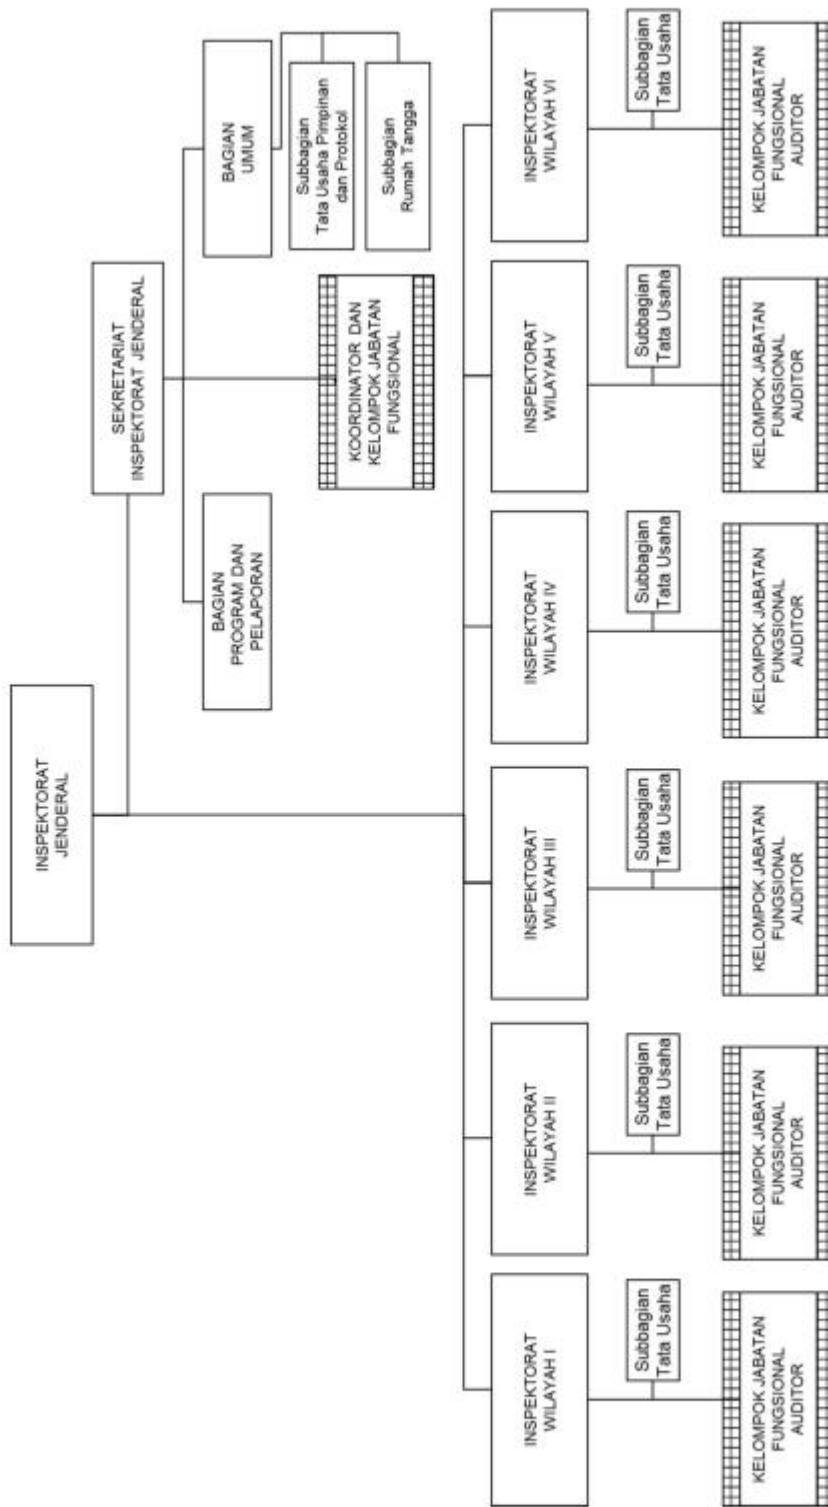 INSPEKTORAT
JENDERAL
SEKRETARIAT
INSPEKTORAT JENDERAL
BAGIAN
PROGRAM DAN
PELAPORAN
BAGIAN
UMUM
Subbagian
Tata Usaha Pimpinan
dan Protokol
Subbagian
Rumah Tangga
KOORDINATOR DAN
KELOMPOK JABATAN
FUNGSIONAL
INSPEKTORAT
WILAYAH I
INSPEKTORAT
WILAYAH II
INSPEKTORAT
WILAYAH III
INSPEKTORAT
WILAYAH IV
INSPEKTORAT
WILAYAH V
INSPEKTORAT
WILAYAH VI
Subbagian
Tata Usaha
Subbagian
Tata Usaha
Subbagian
Tata Usaha
Subbagian
Tata Usaha
Subbagian
Tata Usaha
Subbagian
Tata Usaha
KELOMPOK JABATAN
FUNGSIONAL
AUDITOR
KELOMPOK JABATAN
FUNGSIONAL
AUDITOR
KELOMPOK JABATAN
FUNGSIONAL
AUDITOR
KELOMPOK JABATAN
FUNGSIONAL
AUDITOR
KELOMPOK JABATAN
FUNGSIONAL
AUDITOR
KELOMPOK JABATAN
FUNGSIONAL
AUDITOR